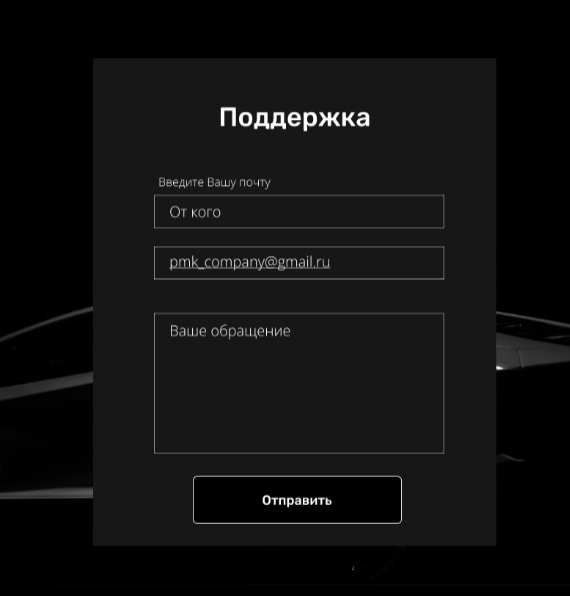 Поддержка
Введите Вашу почту
От кого
pmk_company@gmail.ru
Ваше обращение
Отправить